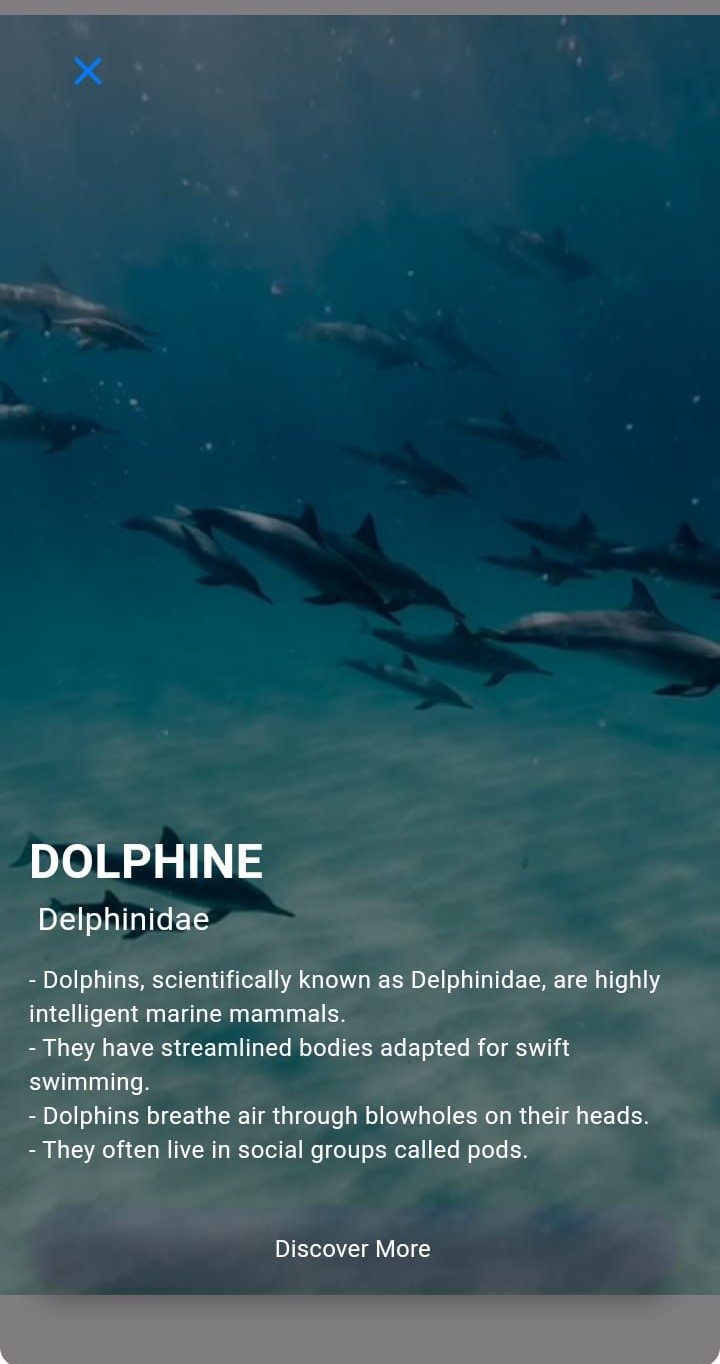 DOLPHINE
Delphinidae
- Dolphins, scientifically known as Delphinidae, are highly
intelligent marine mammals.
- They have streamlined bodies adapted for swift
swimming.
- Dolphins breathe air through blowholes on their heads.
- They often live in social groups called pods.
Discover More